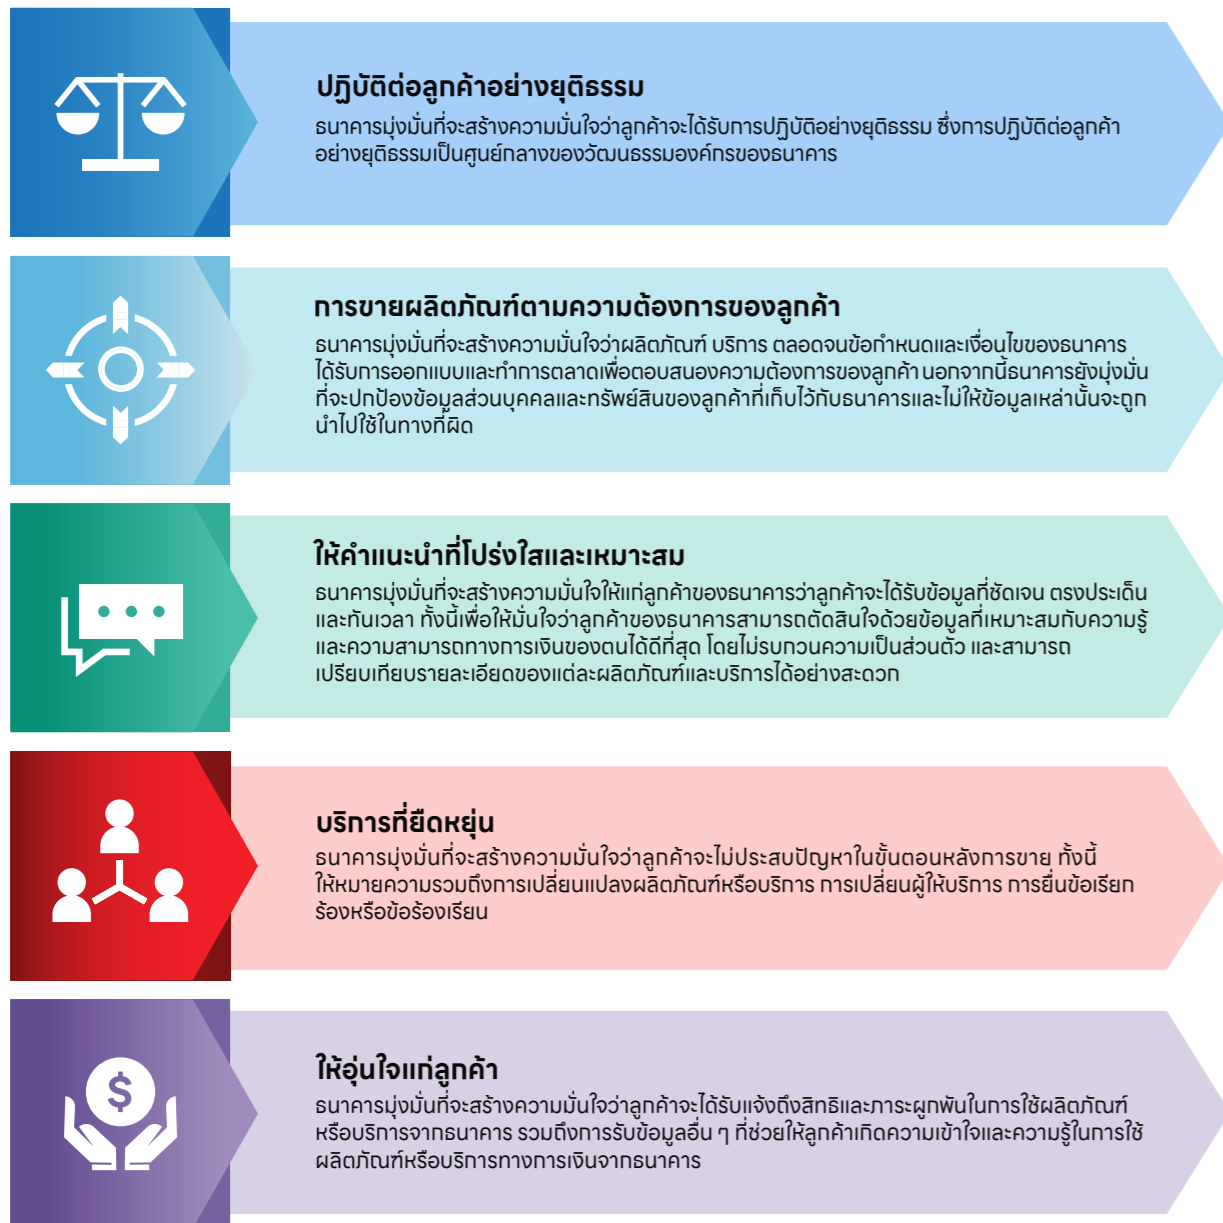 ปฏิบัติต่อลูกค้าอย่างยุติธรรม
ธนาคารมุ่งมั่นที่จะสร้างความมั่นใจว่าลูกค้าจะได้รับการปฏิบัติอย่างยุติธรรม ซึ่งการปฏิบัติต่อลูกค้า
อย่างยุติธรรมเป็นศูนย์กลางของวัฒนธรรมองค์กรของธนาคาร
การขายผลิตภัณฑ์ตามความต้องการของลูกค้า
ธนาคารมุ่งมั่นที่จะสร้างความมั่นใจว่าผลิตภัณฑ์ บริการ ตลอดจนข้อกำหนดและเงื่อนไขของธนาคาร
ได้รับการออกแบบและทำการตลาดเพื่อตอบสนองความต้องการของลูกค้า นอกจากนี้ธนาคารยังมุ่งมั่น
ที่จะปกป้องข้อมูลส่วนบุคคลและทรัพย์สินของลูกค้าที่เก็บไว้กับธนาคารและไม่ให้ข้อมูลเหล่านั้นจะถูก
นำไปใช้ในทางที่ผิด
ให้คำแนะนำที่โปร่งใสและเหมาะสม
ธนาคารมุ่งมั่นที่จะสร้างความมั่นใจให้แก่ลูกค้าของธนาคารว่าลูกค้าจะได้รับข้อมูลที่ชัดเจน ตรงประเด็น
และทันเวลา ทั้งนี้เพื่อให้มั่นใจว่าลูกค้าของธนาคารสามารถตัดสินใจด้วยข้อมูลที่เหมาะสมกับความรู้
และความสามารถทางการเงินของตนได้ดีที่สุด โดยไม่รบกวนความเป็นส่วนตัว และสามารถ
เปรียบเทียบรายละเอียดของแต่ละผลิตภัณฑ์และบริการได้อย่างสะดวก
บริการที่ยืดหยุ่น
ธนาคารมุ่งมั่นที่จะสร้างความมั่นใจว่าลูกค้าจะไม่ประสบปัญหาในขั้นตอนหลังการขาย ทั้งนี้
ให้หมายความรวมถึงการเปลี่ยนแปลงผลิตภัณฑ์หรือบริการ การเปลี่ยนผู้ให้บริการ การยื่นข้อเรียก
ร้องหรือข้อร้องเรียน
$
ให้อุ่นใจแก่ลูกค้า
ธนาคารมุ่งมั่นที่จะสร้างความมั่นใจว่าลูกค้าจะได้รับแจ้งถึงสิทธิและภาระผูกพันในการใช้ผลิตภัณฑ์
หรือบริการจากธนาคาร รวมถึงการรับข้อมูลอื่น ๆ ที่ช่วยให้ลูกค้าเกิดความเข้าใจและความรู้ในการใช้
ผลิตภัณฑ์หรือบริการทางการเงินจากธนาคาร